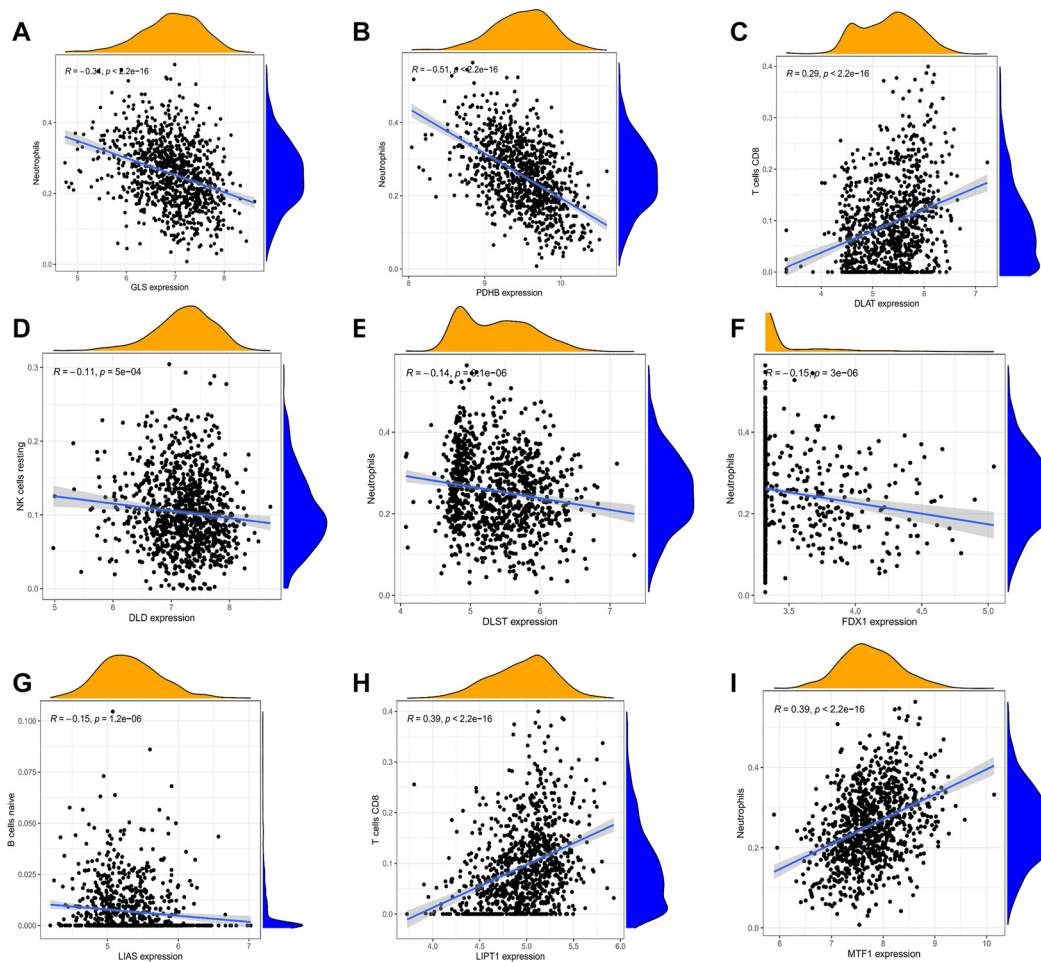 A
R = −0.34, p < 2.2e−16
Neutrophils
0.4
0.2
0.0
5
6
7
8
GLS expression
B
R = −0.51, p < 2.2e−16
Neutrophils
0.4
0.2
0.0
8
9
10
PDHB expression
C
R = 0.29, p < 2.2e−16
T cells CD8
0.4
0.3
0.2
0.1
0.0
4
5
6
7
DLAT expression
D
R = −0.11, p = 5e−04
NK cells resting
0.3
0.2
0.1
0.0
5
6
7
8
DLD expression
E
R = −0.14, p =
Neutrophils
0.4
0.2
0.0
4
5
6
7
DLST expression
F
R = −0.15, p = 3e−06
Neutrophils
0.4
0.2
0.0
3.5
4.0
4.5
5.0
FDX1 expression
G
R = −0.15, p = 1.2e−06
B cells naive
0.100
0.075
0.050
0.025
0.000
5
6
7
LIAS expression
H
R = 0.39, p < 2.2e−16
T cells CD8
0.4
0.3
0.2
0.1
0.0
4.0
4.5
5.0
5.5
6.0
LIPT1 expression
I
R = 0.39, p < 2.2e−16
Neutrophils
0.4
0.2
0.0
6
7
8
9
10
MTF1 expression